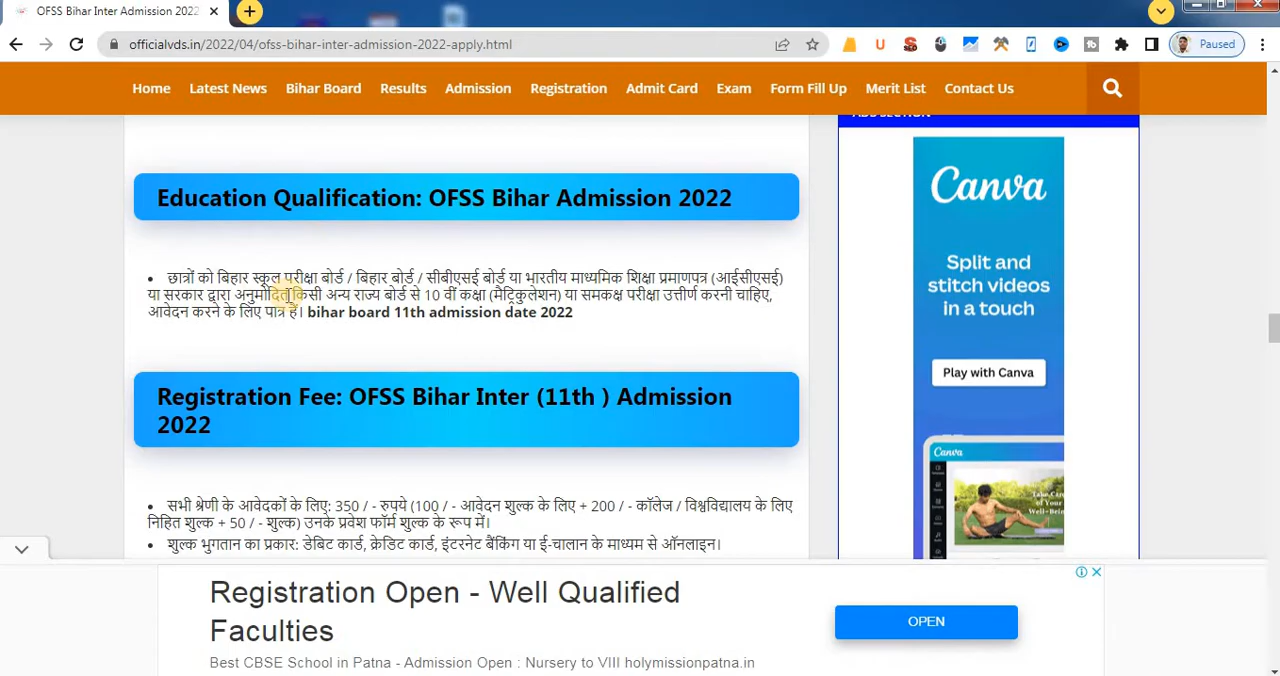 OFSS Bihar Inter Admission 2022
officialvds.in/2022/04/ofss-bihar-inter-admission-2022-apply.html
Paused
Home Latest News Bihar Board Results Admission Registration Admit Card Exam Form Fill Up Merit List Contact Us
Education Qualification: OFSS Bihar Admission 2022
छात्रों को बिहार स्कूल परीक्षा बोर्ड / बिहार बोर्ड / सीबीएसई बोर्ड या भारतीय माध्यमिक शिक्षा प्रमाणपत्र (आईसीएसई)
या सरकार द्वारा अनुमोदित किसी अन्य राज्य बोर्ड से 10 वीं कक्षा (मैट्रिकुलेशन) या समकक्ष परीक्षा उत्तीर्ण करनी चाहिए,
आवेदन करने के लिए पात्र हैं। bihar board 11th admission date 2022
Registration Fee: OFSS Bihar Inter (11th ) Admission
2022
सभी श्रेणी के आवेदकों के लिए: 350 / - रुपये (100 / - आवेदन शुल्क के लिए + 200 / - कॉलेज / विश्वविद्यालय के लिए
निहित शुल्क + 50 / - शुल्क) उनके प्रवेश फॉर्म शुल्क के रूप में।
शुल्क भुगतान का प्रकार: डेबिट कार्ड, क्रेडिट कार्ड, इंटरनेट बैंकिंग या ई-चालान के माध्यम से ऑनलाइन।
Canva
Split and
stitch videos
in a touch
Play with Canva
Canva
Registration Open - Well Qualified
Faculties
OPEN
Best CBSE School in Patna - Admission Open : Nursery to VIII holymissionpatna.in